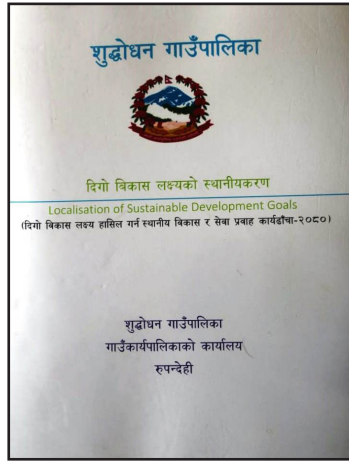 शुद्धोधन गाउँपालिका
दिगो विकास लक्ष्यको स्थानीयकरण
Localisation of Sustainable Development Goals
(दिगो विकास लक्ष्य हासिल गर्न स्थानीय विकास र सेवा प्रवाह कार्यढाँचा-२०८०)
शुद्धोधन गाउँपालिका
गाउँकार्यपालिकाको कार्यालय
रुपन्देही